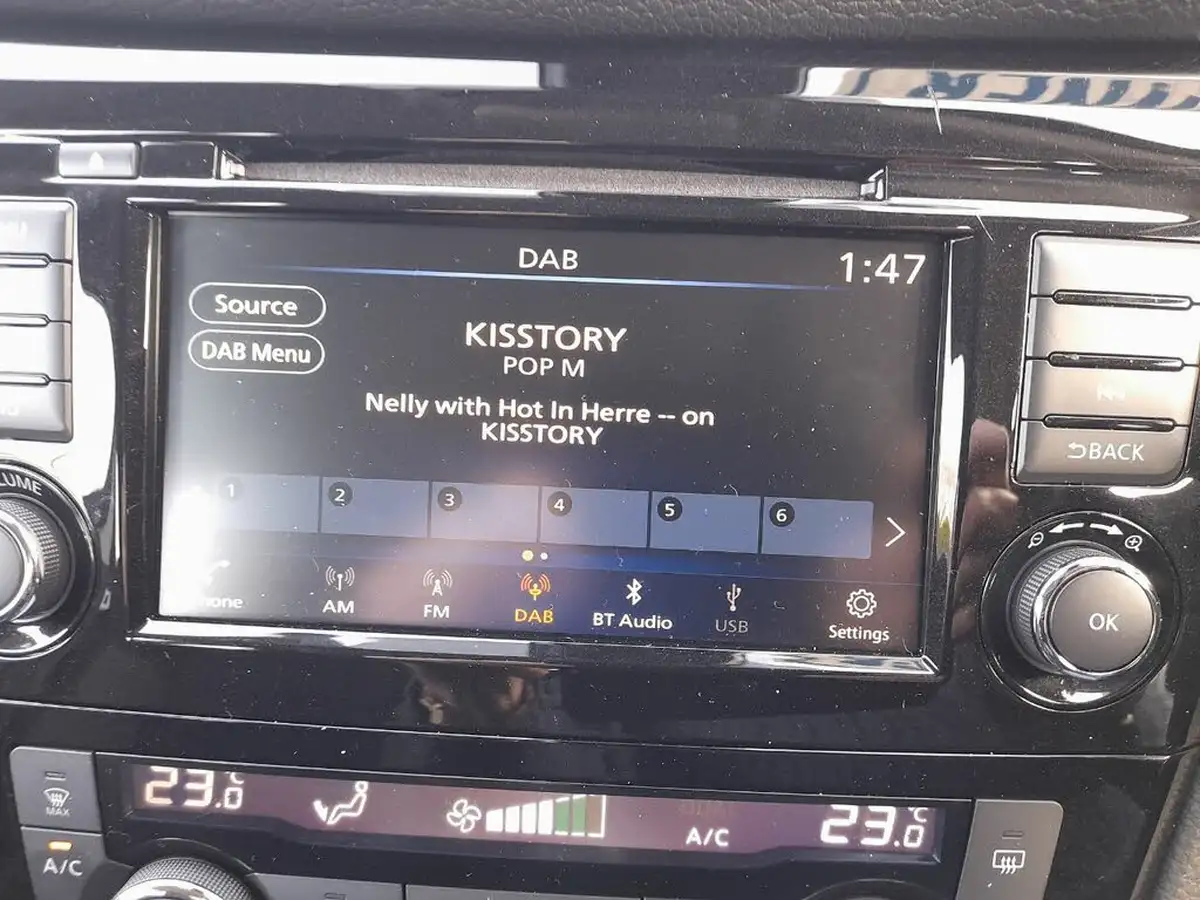 DAB
1:47
Source
DAB Menu
KISSTORY
POP M
Nelly with Hot In Herre -- on
KISSTORY
1 2 3 4 5 6
AM FM DAB BT Audio USB Settings
BACK
OK
23.0 °C
A/C
23.0 °C
MAX
A/C